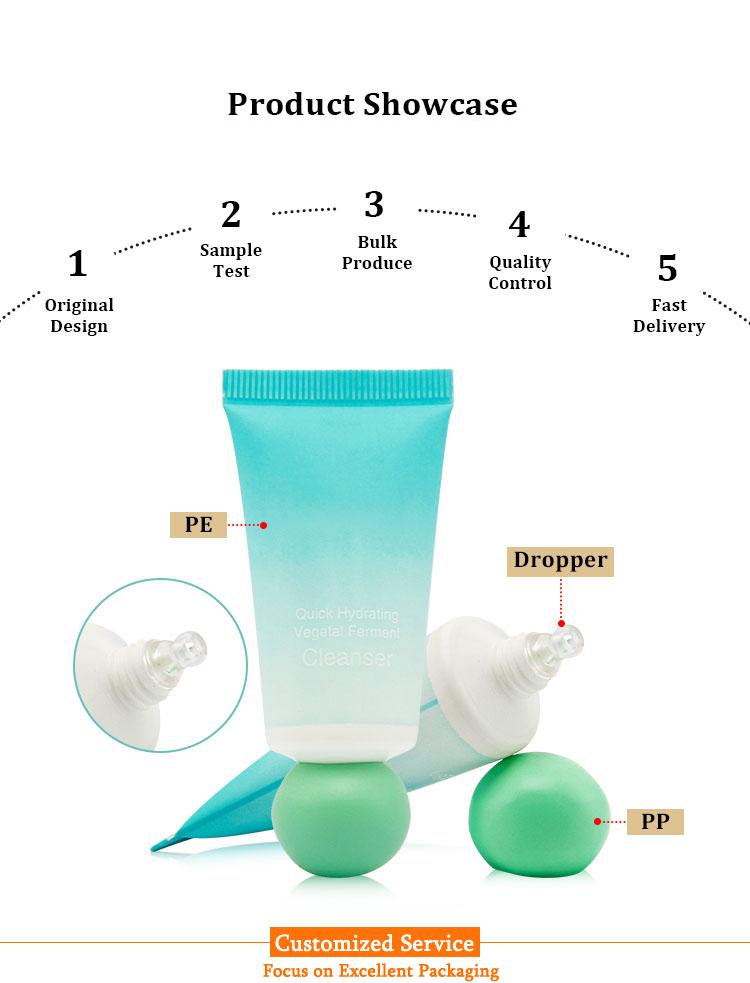 Product Showcase
1
Original
Design
2
Sample
Test
3
Bulk
Produce
4
Quality
Control
5
Fast
Delivery
PE
Dropper
Quick Hydrating
Vegetal Ferment
Cleanser
PP
Customized Service
Focus on Excellent Packaging